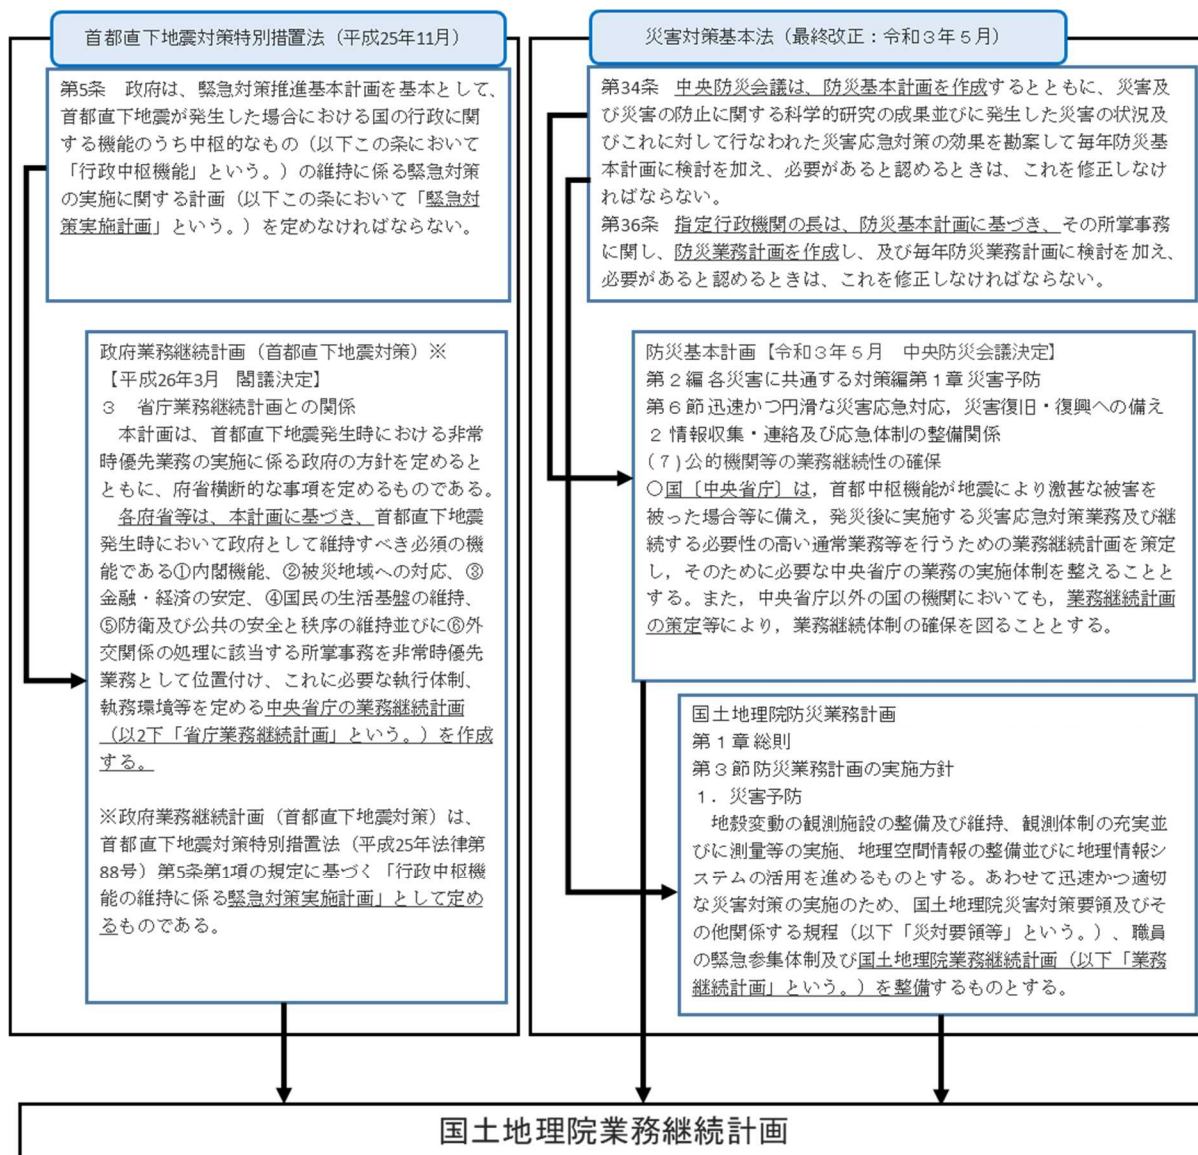 首都直下地震対策特別措置法（平成25年11月）
第5条　政府は、緊急対策推進基本計画を基本として、
首都直下地震が発生した場合における国の行政に関
する機能のうち中枢的なもの（以下この条において
「行政中枢機能」という。）の維持に係る緊急対策
の実施に関する計画（以下この条において「緊急対
策実施計画」という。）を定めなければならない。
政府業務継続計画（首都直下地震対策）※
【平成26年3月　閣議決定】
３　省庁業務継続計画との関係
本計画は、首都直下地震発生時における非常
時優先業務の実施に係る政府の方針を定めると
ともに、府省横断的な事項を定めるものである。
各府省等は、本計画に基づき、首都直下地震
発生時において政府として維持すべき必須の機
能である①内閣機能、②被災地域への対応、③
金融・経済の安定、④国民の生活基盤の維持、
⑤防衛及び公共の安全と秩序の維持並びに⑥外
交関係の処理に該当する所掌事務を非常時優先
業務として位置付け、これに必要な執行体制、
執務環境等を定める中央省庁の業務継続計画
（以2下「省庁業務継続計画」という。）を作成
する。
※政府業務継続計画（首都直下地震対策）は、
首都直下地震対策特別措置法（平成25年法律第
88号）第5条第1項の規定に基づく「行政中枢機
能の維持に係る緊急対策実施計画」として定め
るものである。
災害対策基本法（最終改正：令和３年５月）
第34条　中央防災会議は、防災基本計画を作成するとともに、災害及
び災害の防止に関する科学的研究の成果並びに発生した災害の状況
及びこれに対して行なわれた災害応急対策の効果を勘案して毎年防災基
本計画に検討を加え、必要があると認めるときは、これを修正しなけ
ればならない。
第36条　指定行政機関の長は、防災基本計画に基づき、その所掌事務
に関し、防災業務計画を作成し、及び毎年防災業務計画に検討を加え、
必要があると認めるときは、これを修正しなければならない。
防災基本計画【令和３年５月　中央防災会議決定】
第２編 各災害に共通する対策編第１章 災害予防
第６節 迅速かつ円滑な災害応急対応，災害復旧・復興への備え
２ 情報収集・連絡及び応急体制の整備関係
(７)公的機関等の業務継続性の確保
○国〔中央省庁〕は，首都中枢機能が地震により激甚な被害を
被った場合等に備え，発災後に実施する災害応急対策業務及び継
続する必要性の高い通常業務等を行うための業務継続計画を策定
し，そのために必要な中央省庁の業務の実施体制を整えることと
する。また，中央省庁以外の国の機関においても，業務継続計画
の策定等により，業務継続体制の確保を図ることとする。
国土地理院防災業務計画
第１章 総則
第３節 防災業務計画の実施方針
１．災害予防
地殻変動の観測施設の整備及び維持、観測体制の充実並
びに測量等の実施、地理空間情報の整備並びに地理情報シ
ステムの活用を進めるものとする。あわせて迅速かつ適切
な災害対策の実施のため、国土地理院災害対策要領及びそ
の他関係する規程（以下「災対要領等」という。）、職員
の緊急参集体制及び国土地理院業務継続計画（以下「業務
継続計画」という。）を整備するものとする。
国土地理院業務継続計画